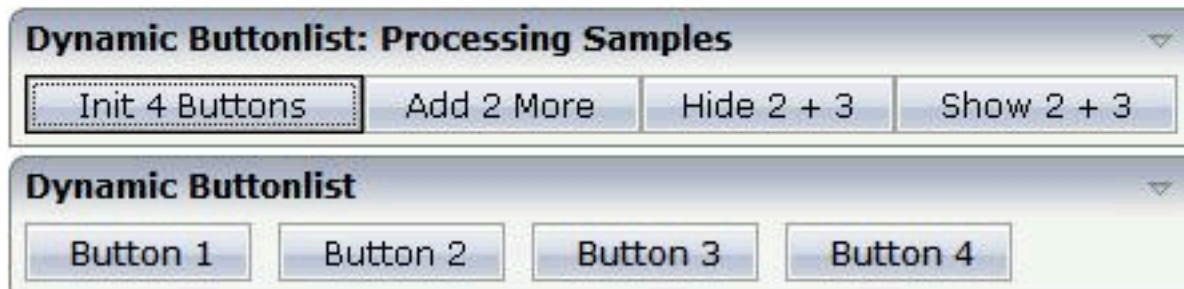 Dynamic Buttonlist: Processing Samples
Init 4 Buttons Add 2 More Hide 2 + 3 Show 2 + 3
Dynamic Buttonlist
Button 1 Button 2 Button 3 Button 4